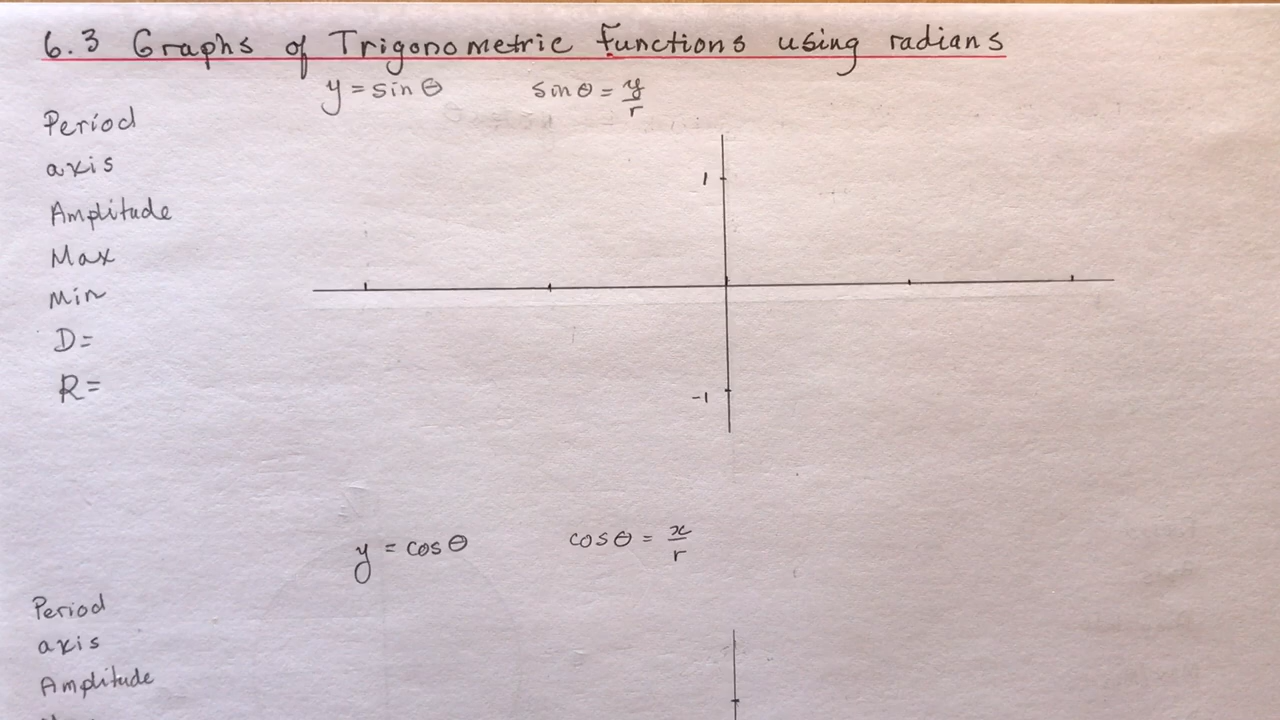 6.3 Graphs of Trigonometric functions using radians
y = sin θ sin θ = y/r
Period
axis
Amplitude
Max
Min
D =
R =
1
-1
y = cos θ cos θ = x/r
Period
axis
Amplitude